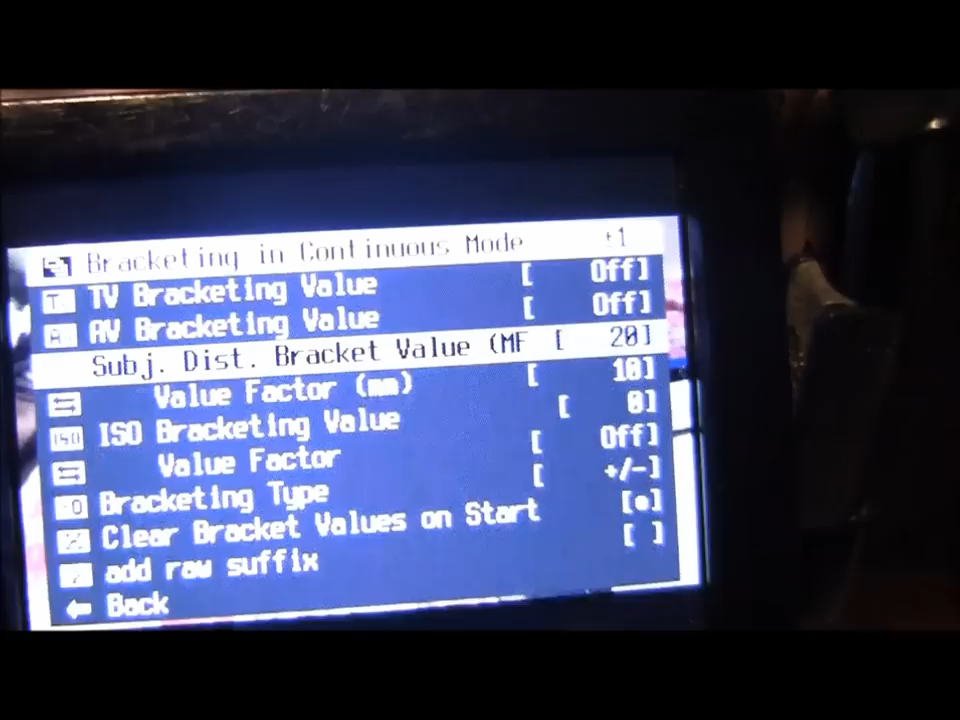 Bracketing in Continuous Mode ±1
TV Bracketing Value [ Off]
AV Bracketing Value [ Off]
Subj. Dist. Bracket Value (MF [ 20]
Value Factor (mm) [ 10]
ISO ISO Bracketing Value [ 0]
Value Factor [ Off]
Bracketing Type [ +/-]
Clear Bracket Values on Start [•]
add raw suffix [ ]
Back